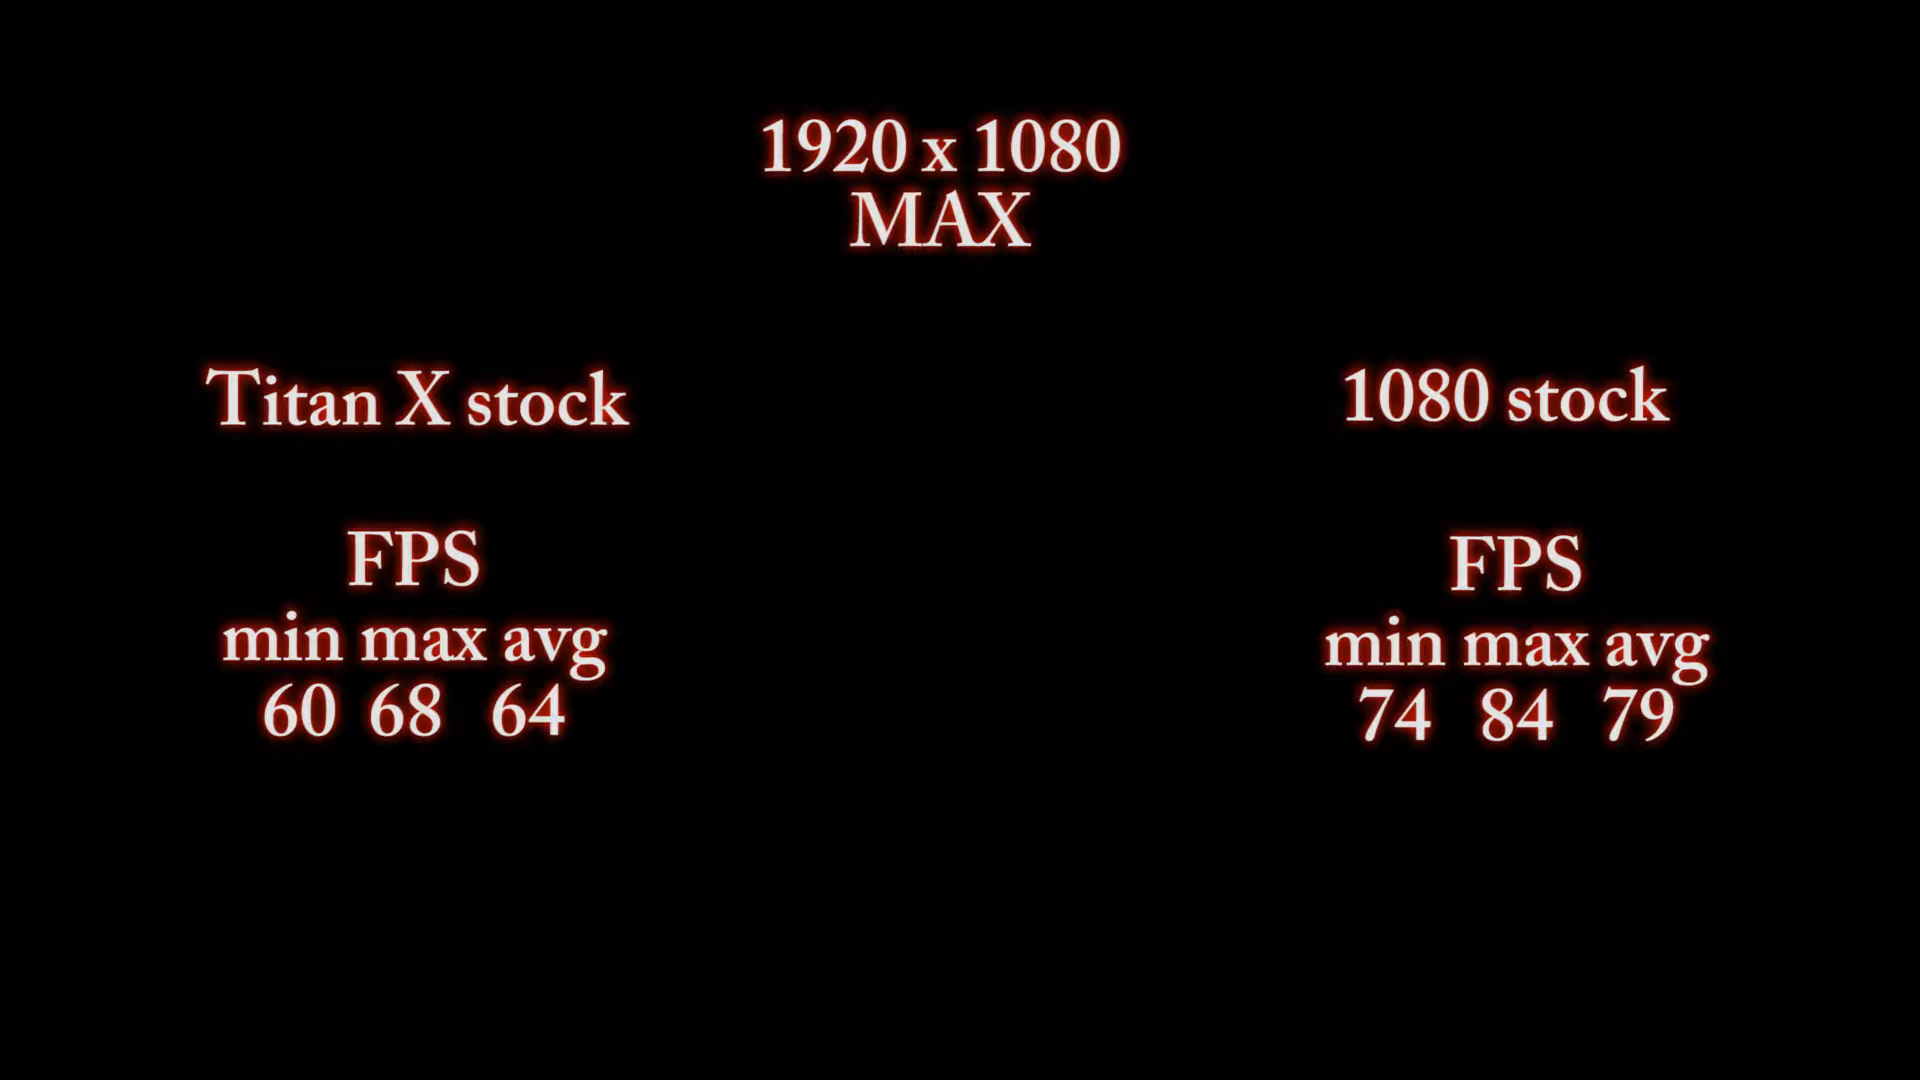 1920 x 1080
MAX
Titan X stock
FPS
min max avg
60 68 64
1080 stock
FPS
min max avg
74 84 79